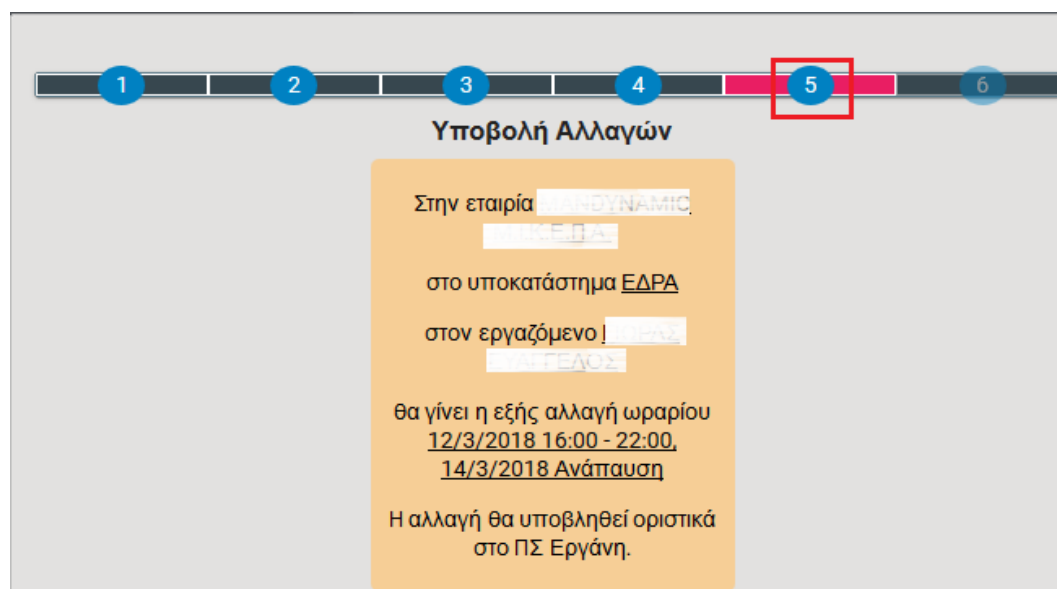 1 2 3 4 5 6
Υποβολή Αλλαγών
Στην εταιρία
στο υποκατάστημα ΕΔΡΑ
στον εργαζόμενο
θα γίνει η εξής αλλαγή ωραρίου
12/3/2018 16:00 - 22:00,
14/3/2018 Ανάπαυση
Η αλλαγή θα υποβληθεί οριστικά
στο ΠΣ Εργάνη.